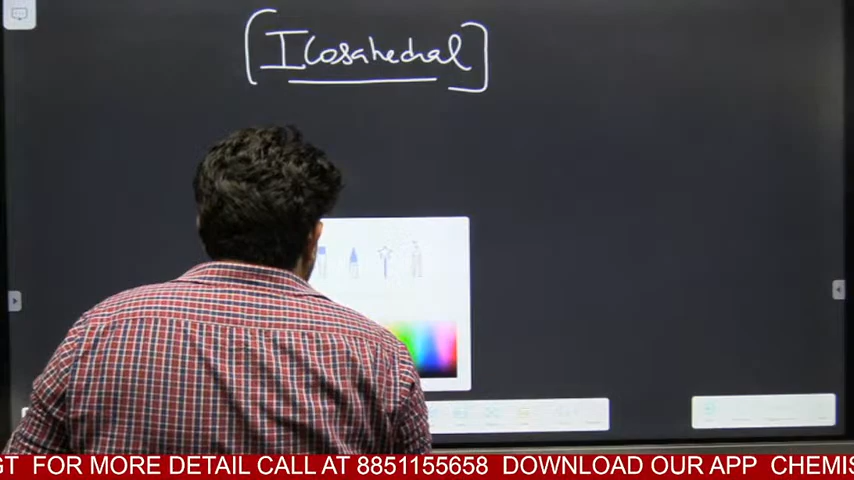 [Icosahedral]
GT FOR MORE DETAIL CALL AT 8851155658 DOWNLOAD OUR APP CHEMIS